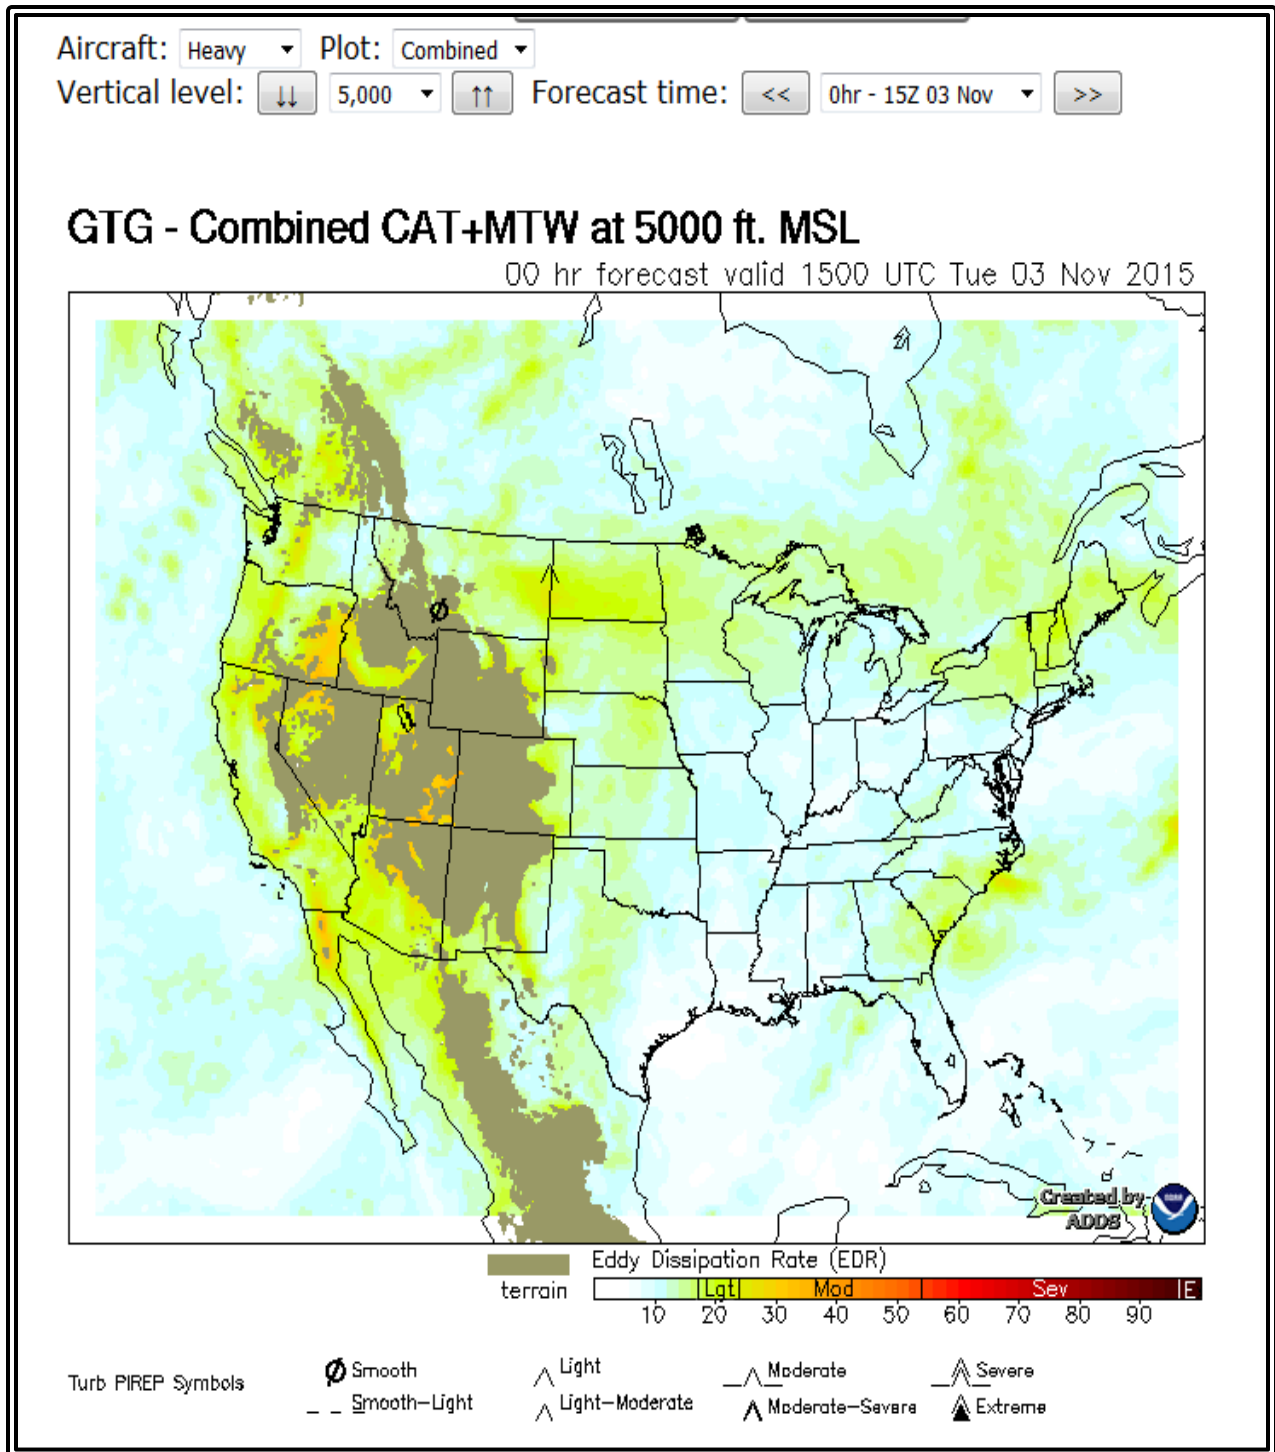 Aircraft: Heavy Plot: Combined
Vertical level: ↓↓ 5,000 ↑↑ Forecast time: << 0hr - 15Z 03 Nov >>
GTG - Combined CAT+MTW at 5000 ft. MSL
00 hr forecast valid 1500 UTC Tue 03 Nov 2015
Created by
ADDS
Eddy Dissipation Rate (EDR)
terrain
Lgt Mod Sev E
10 20 30 40 50 60 70 80 90
Turb PIREP Symbols
Smooth Light Moderate Severe
Smooth-Light Light-Moderate Moderate-Severe Extreme